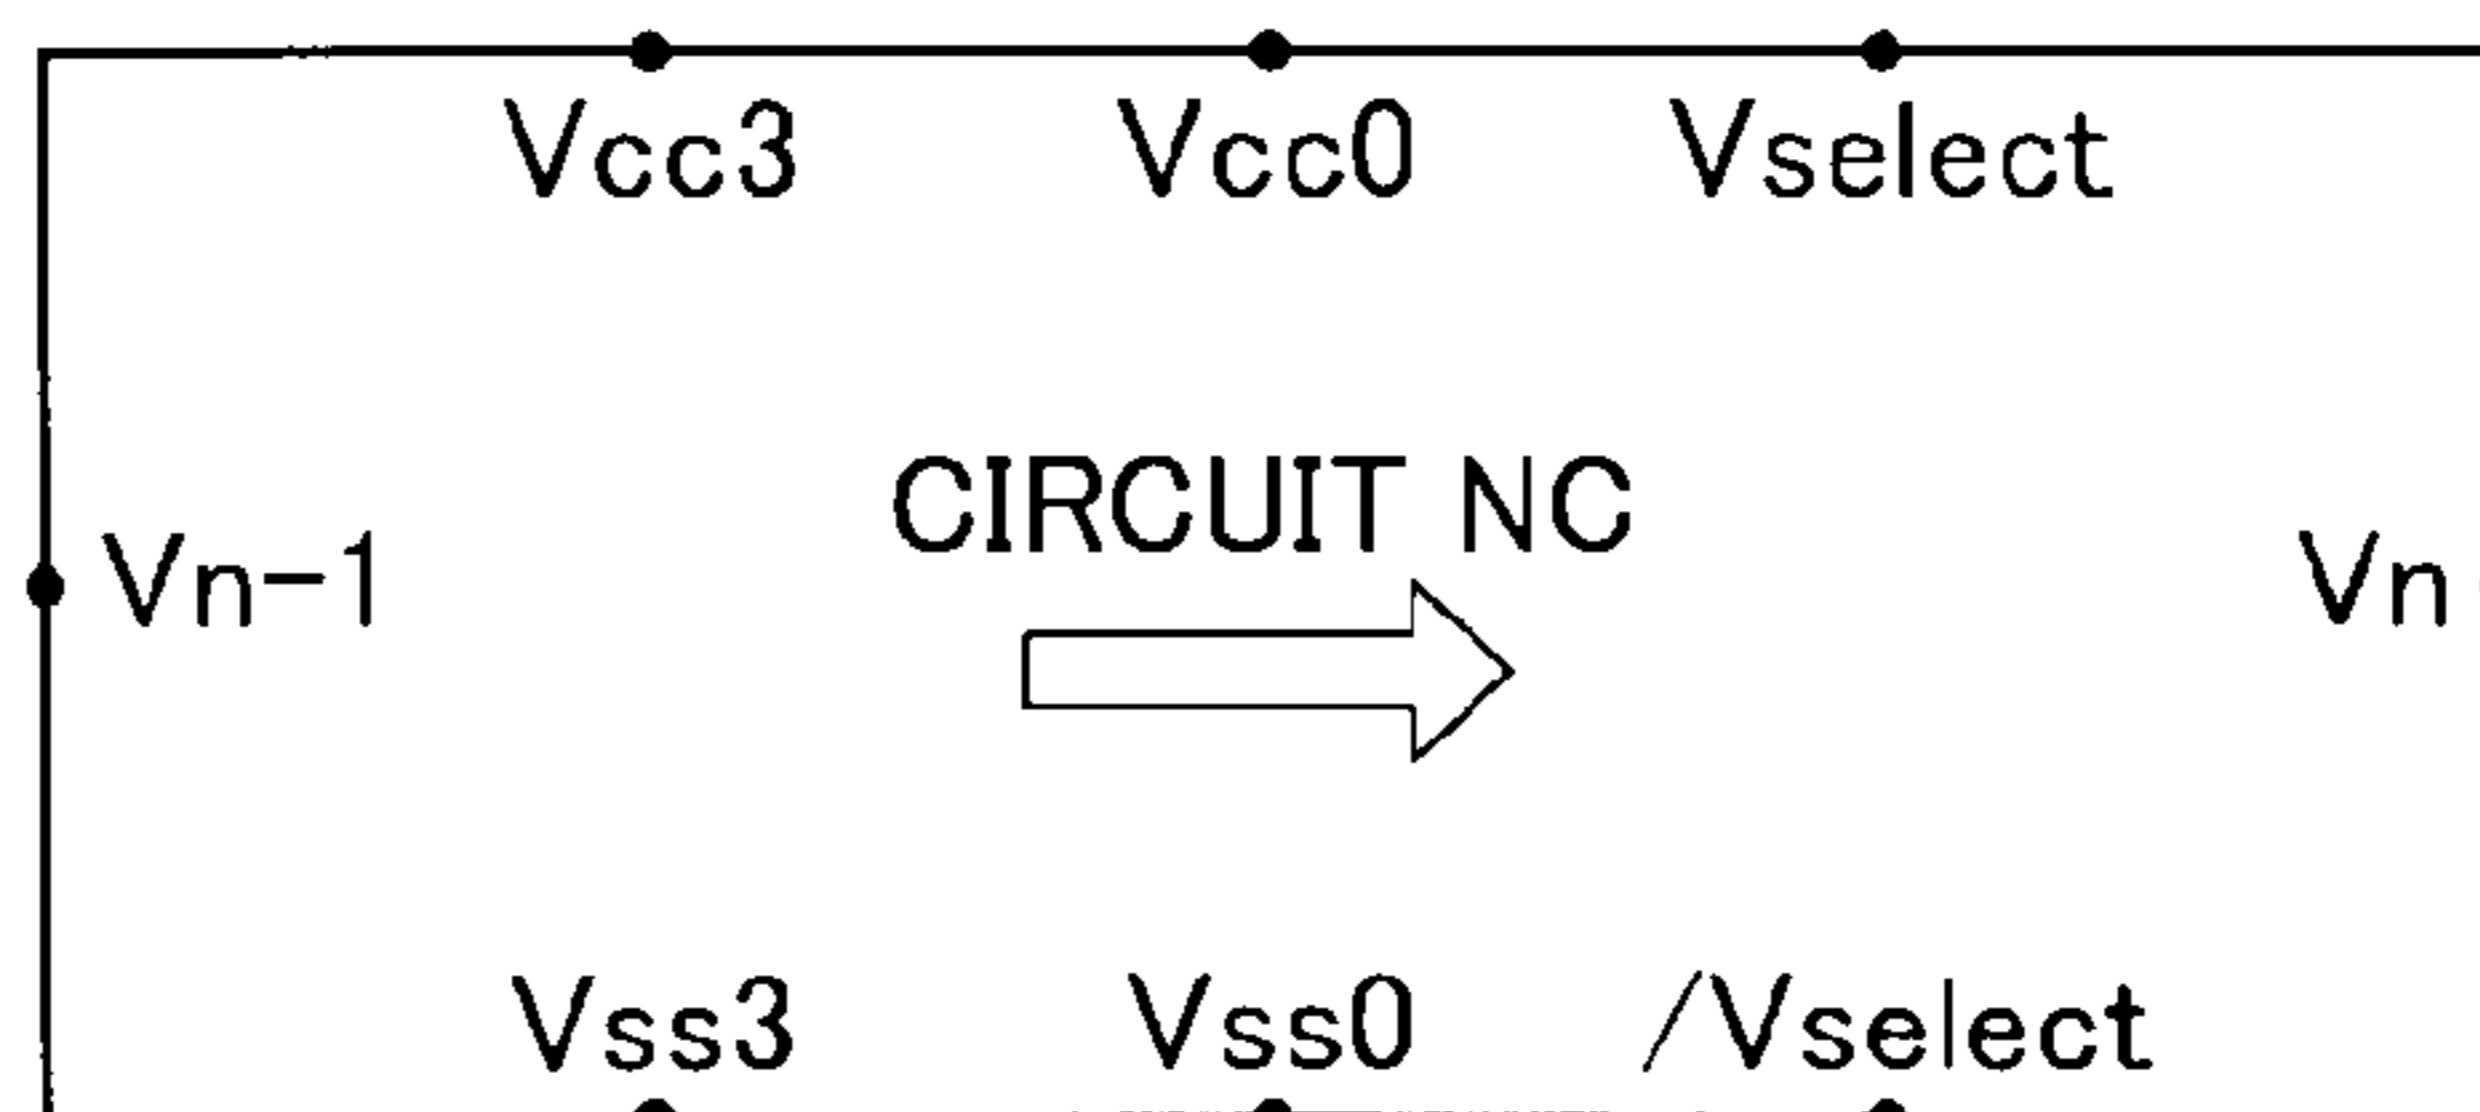 Vcc3 Vcc0 Vselect
CIRCUIT NC
Vn-1 Vn
Vss3 Vss0 /Vselect